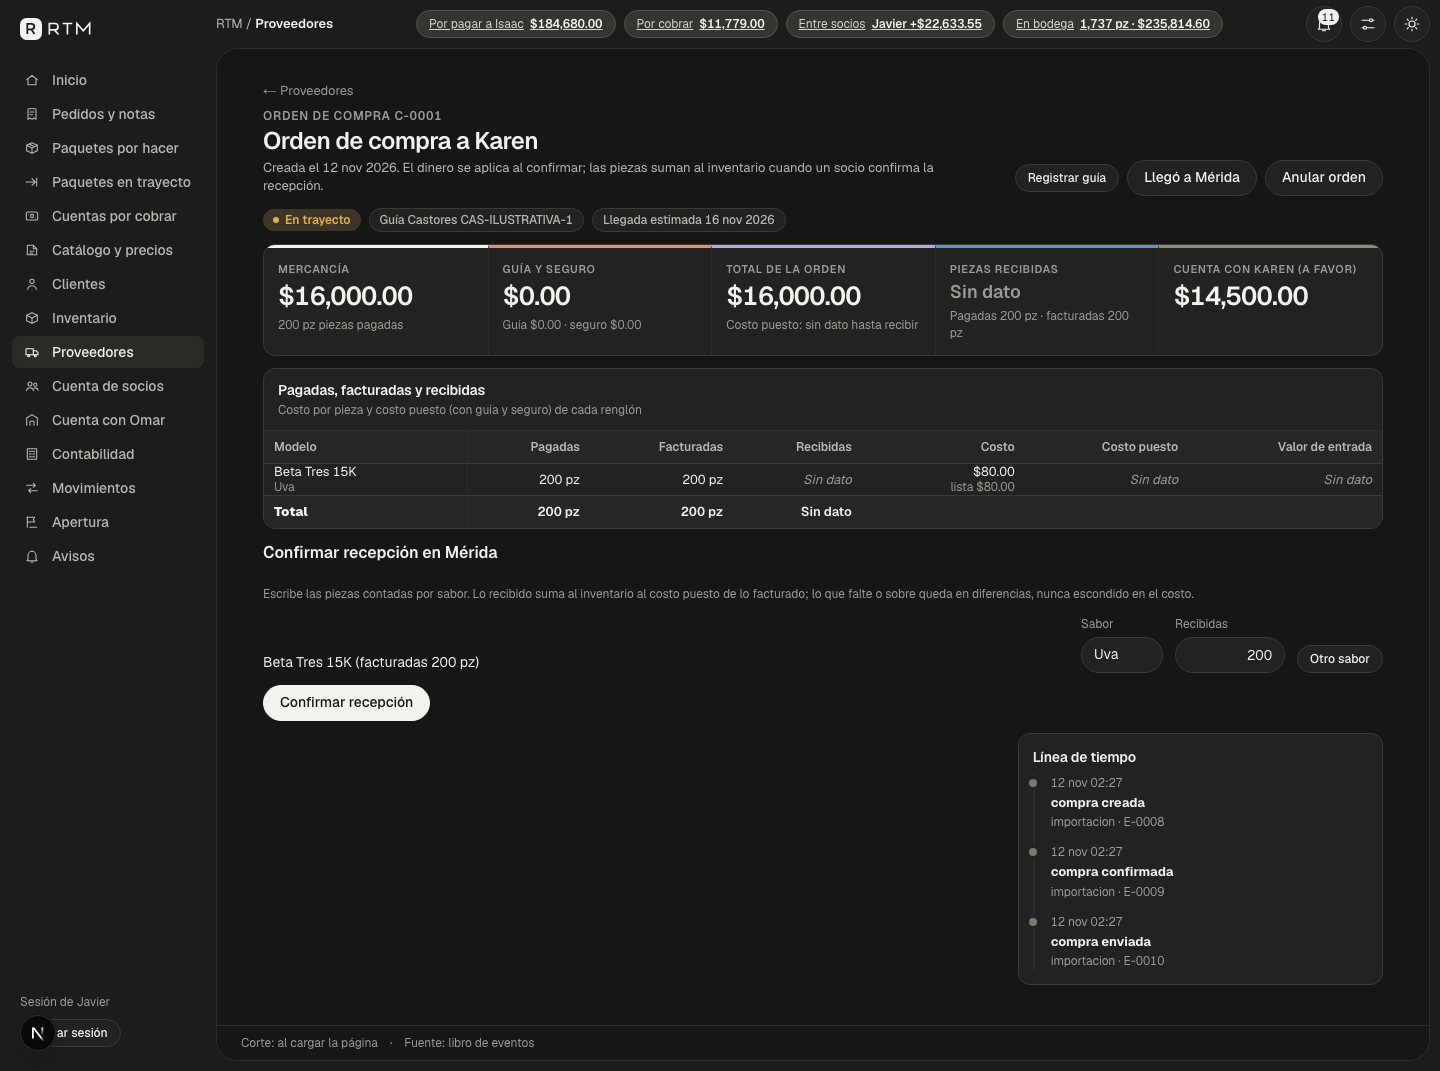 R RTM
RTM / Proveedores
Por pagar a Isaac $184,680.00
Por cobrar $11,779.00
Entre socios Javier +$22,633.55
En bodega 1,737 pz · $235,814.60
11
Inicio
Pedidos y notas
Paquetes por hacer
Paquetes en trayecto
Cuentas por cobrar
Catálogo y precios
Clientes
Inventario
Proveedores
Cuenta de socios
Cuenta con Omar
Contabilidad
Movimientos
Apertura
Avisos
Sesión de Javier
N
ar sesión
← Proveedores
ORDEN DE COMPRA C-0001
Orden de compra a Karen
Creada el 12 nov 2026. El dinero se aplica al confirmar; las piezas suman al inventario cuando un socio confirma la
recepción.
Registrar guía
Llegó a Mérida
Anular orden
En trayecto
Guía Castores CAS-ILUSTRATIVA-1
Llegada estimada 16 nov 2026
MERCANCÍA
$16,000.00
200 pz piezas pagadas
GUÍA Y SEGURO
$0.00
Guía $0.00 · seguro $0.00
TOTAL DE LA ORDEN
$16,000.00
Costo puesto: sin dato hasta recibir
PIEZAS RECIBIDAS
Sin dato
Pagadas 200 pz · facturadas 200
pz
CUENTA CON KAREN (A FAVOR)
$14,500.00
Pagadas, facturadas y recibidas
Costo por pieza y costo puesto (con guía y seguro) de cada renglón
Modelo Pagadas Facturadas Recibidas Costo Costo puesto Valor de entrada
Beta Tres 15K 200 pz 200 pz Sin dato $80.00 Sin dato Sin dato
Uva lista $80.00
Total 200 pz 200 pz Sin dato
Confirmar recepción en Mérida
Escribe las piezas contadas por sabor. Lo recibido suma al inventario al costo puesto de lo facturado; lo que falte o sobre queda en diferencias, nunca escondido en el costo.
Sabor Recibidas
Beta Tres 15K (facturadas 200 pz) Uva 200 Otro sabor
Confirmar recepción
Línea de tiempo
12 nov 02:27
compra creada
importacion · E-0008
12 nov 02:27
compra confirmada
importacion · E-0009
12 nov 02:27
compra enviada
importacion · E-0010
Corte: al cargar la página · Fuente: libro de eventos